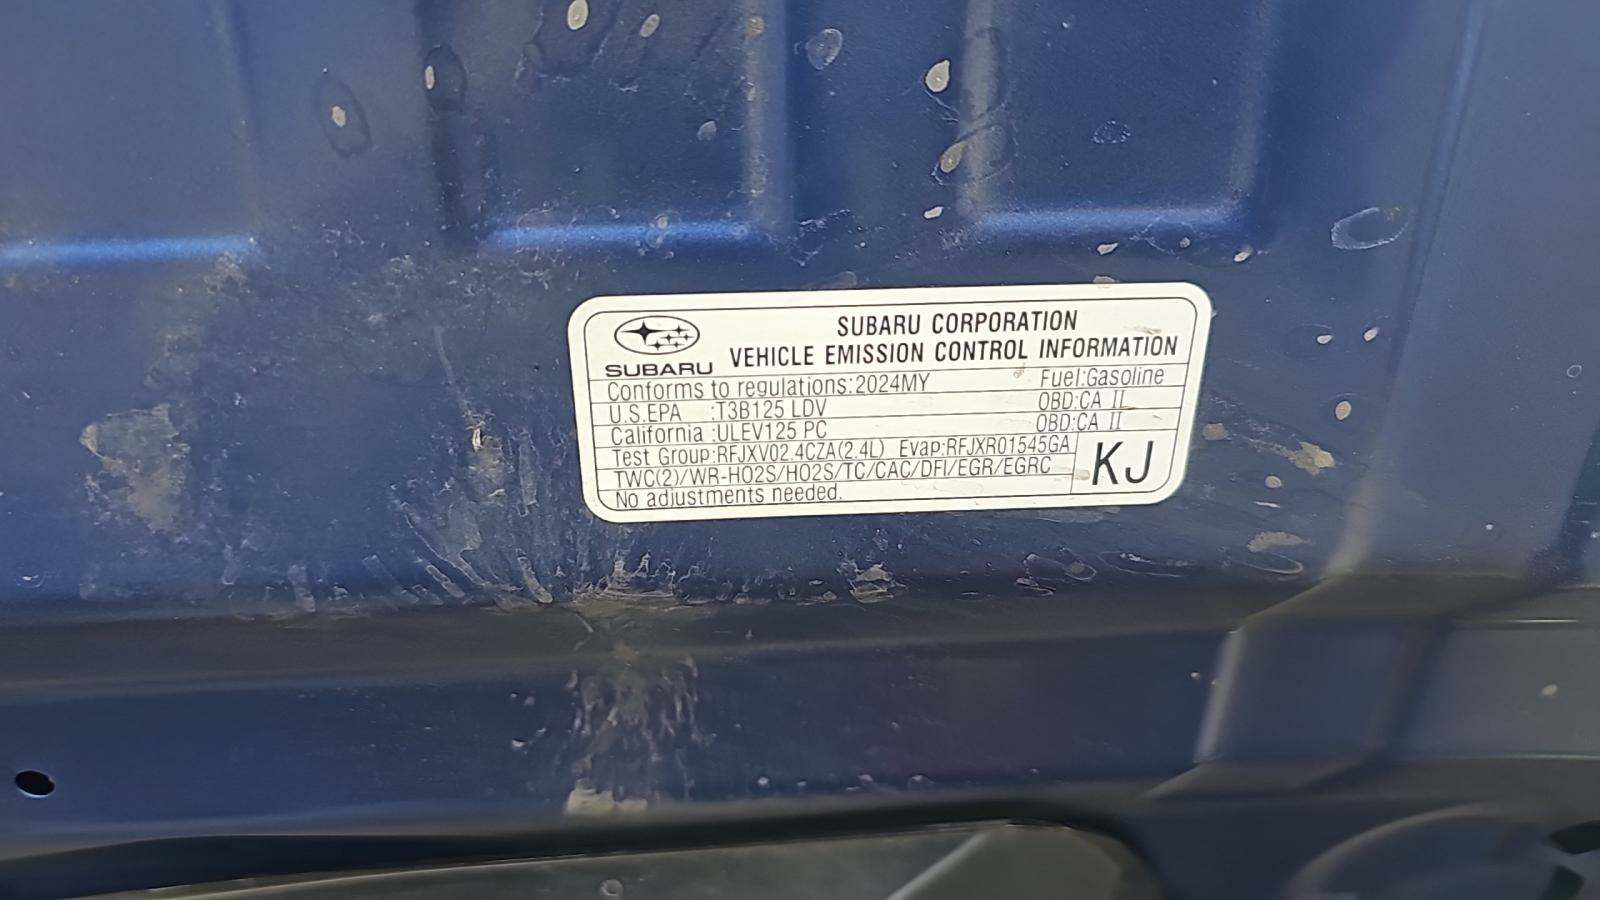 SUBARU
SUBARU CORPORATION
VEHICLE EMISSION CONTROL INFORMATION
Conforms to regulations:2024MY Fuel:Gasoline
U.S.EPA :T3B125 LDV OBD:CA II
California :ULEV125 PC OBD:CA II
Test Group:RFJXV02.4CZA(2.4L) Evap:RFJXR01545GA
TWC(2)/WR-HO2S/HO2S/TC/CAC/DFI/EGR/EGRC
No adjustments needed.
KJ